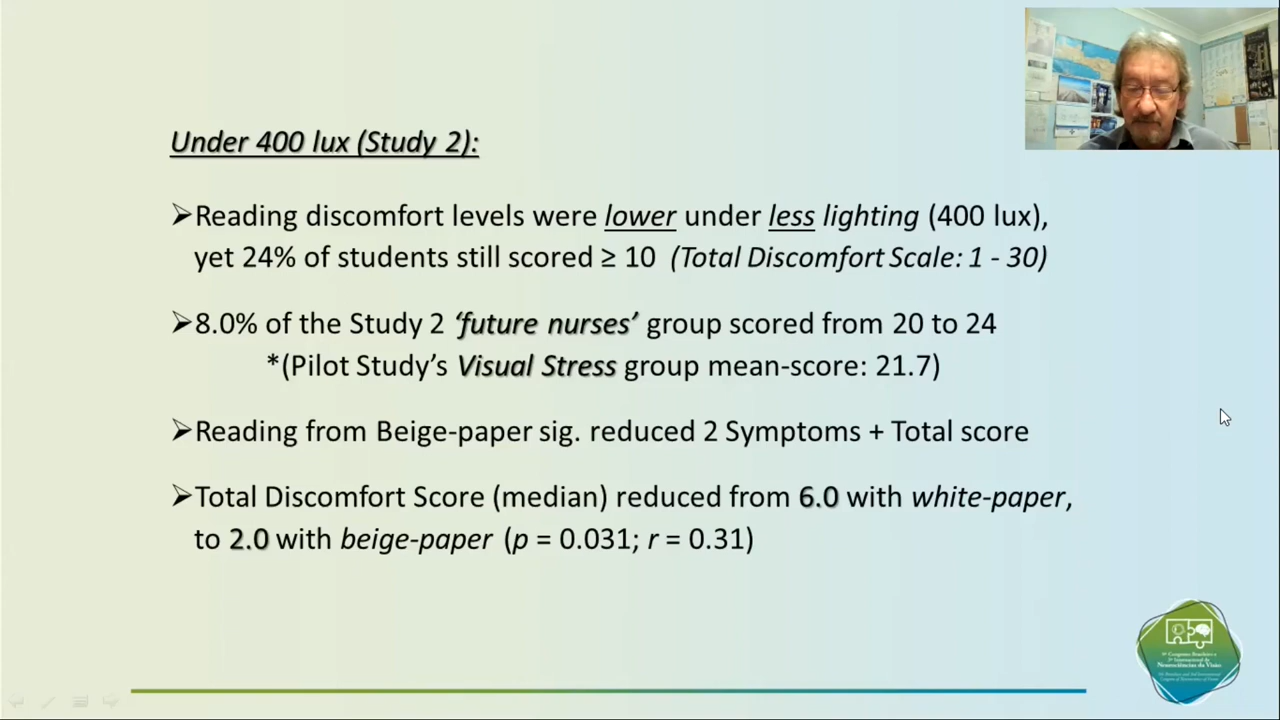 Under 400 lux (Study 2):
➢Reading discomfort levels were lower under less lighting (400 lux),
yet 24% of students still scored ≥ 10 (Total Discomfort Scale: 1 - 30)
➢8.0% of the Study 2 ‘future nurses’ group scored from 20 to 24
*(Pilot Study’s Visual Stress group mean-score: 21.7)
➢Reading from Beige-paper sig. reduced 2 Symptoms + Total score
➢Total Discomfort Score (median) reduced from 6.0 with white-paper,
to 2.0 with beige-paper (p = 0.031; r = 0.31)
Neurociências da Visão